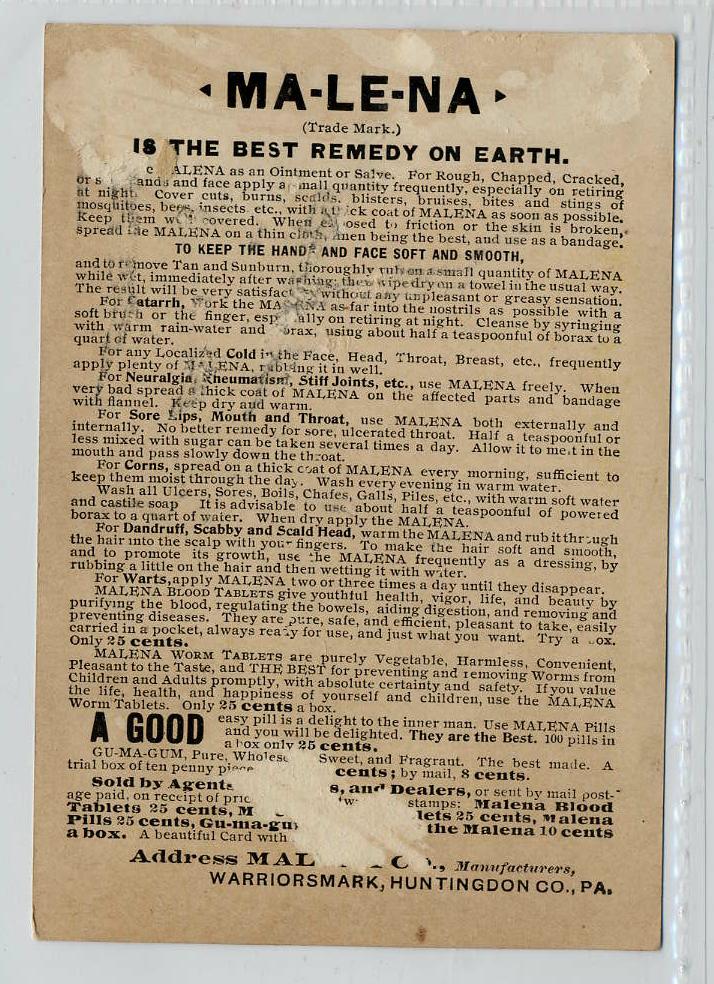 MA-LE-NA
(Trade Mark.)
IS THE BEST REMEDY ON EARTH.
ALENA as an Ointment or Salve. For Rough, Chapped, Cracked,
or s ands and face apply a mall quantity frequently, especially on retiring
at night. Cover cuts, burns, scalds, blisters, bruises, bites and stings of
mosquitoes, bees, insects etc., with a t ick coat of MALENA as soon as possible.
Keep them covered. When e osed to friction or the skin is broken,
spread the MALENA on a thin cloth, linen being the best, and use as a bandage.
TO KEEP THE HANDS AND FACE SOFT AND SMOOTH,
and to remove Tan and Sunburn, thoroughly rub on a small quantity of MALENA
while wet, immediately after washing; then wipe dry on a towel in the usual way.
The result will be very satisfac without any unpleasant or greasy sensation.
For Catarrh, Work the MALENA as far into the nostrils as possible with a
soft brush or the finger, esp ally on retiring at night. Cleanse by syringing
with warm rain-water and orax, using about half a teaspoonful of borax to a
quart of water.
For any Localized Cold in the Face, Head, Throat, Breast, etc., frequently
apply plenty of MALENA, rubbing it in well.
For Neuralgia, Rheumatism, Stiff Joints, etc., use MALENA freely. When
very bad spread a thick coat of MALENA on the affected parts and bandage
with flannel. Keep dry and warm.
For Sore Lips, Mouth and Throat, use MALENA both externally and
internally. No better remedy for sore, ulcerated throat. Half a teaspoonful or
less mixed with sugar can be taken several times a day. Allow it to melt in the
mouth and pass slowly down the throat.
For Corns, spread on a thick coat of MALENA every morning, sufficient to
keep them moist through the day. Wash every evening in warm water.
Wash all Ulcers, Sores, Boils, Chafes, Galls, Piles, etc., with warm soft water
and castile soap It is advisable to use about half a teaspoonful of powered
borax to a quart of water. When dry apply the MALENA.
For Dandruff, Scabby and Scald Head, warm the MALENA and rub it through
the hair into the scalp with your fingers. To make the hair soft and smooth,
and to promote its growth, use the MALENA frequently as a dressing, by
rubbing a little on the hair and then wetting it with water.
For Warts, apply MALENA two or three times a day until they disappear.
MALENA BLOOD TABLETS give youthful health, vigor, life, and beauty by
purifying the blood, regulating the bowels, aiding digestion, and removing and
preventing diseases. They are pure, safe, and efficient, pleasant to take, easily
carried in a pocket, always ready for use, and just what you want. Try a box.
Only 25 cents.
MALENA WORM TABLETS are purely Vegetable, Harmless, Convenient,
Pleasant to the Taste, and THE BEST for preventing and removing Worms from
Children and Adults promptly, with absolute certainty and safety. If you value
the life, health, and happiness of yourself and children, use the MALENA
Worm Tablets. Only 25 cents a box.
A GOOD easy pill is a delight to the inner man. Use MALENA Pills
and you will be delighted. They are the Best. 100 pills in
a box only 25 cents.
GU-MA-GUM, Pure, Wholes Sweet, and Fragrant. The best made. A
trial box of ten penny piece cents; by mail, 8 cents.
Sold by Agents s, and Dealers, or sent by mail post-
age paid, on receipt of pric stamps: Malena Blood
Tablets 25 cents, M lets 25 cents, Malena
Pills 25 cents, Gu-ma-gu the Malena 10 cents
a box. A beautiful Card with
Address MAL CO., Manufacturers,
WARRIORSMARK, HUNTINGDON CO., PA.